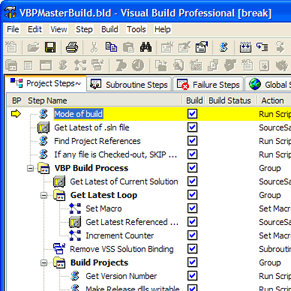 VBPMasterBuild.bld - Visual Build Professional [break]
File Edit View Step Build Tools Help
Project Steps~ Subroutine Steps Failure Steps Global S
BP Step Name Build Build Status Action
Mode of build Run Scrip
Get Latest of .sln file SourceSa
Find Project References Run Scrip
If any file is Checked-out, SKIP ... Run Scrip
VBP Build Process Group
Get Latest of Current Solution SourceSa
Get Latest Loop Group
Set Macro Set Macr
Get Latest Referenced ... SourceSa
Increment Counter Set Macr
Remove VSS Solution Binding Subrouti
Build Projects Group
Get Version Number Run Scrip
Make Release dlls writable Run Prog